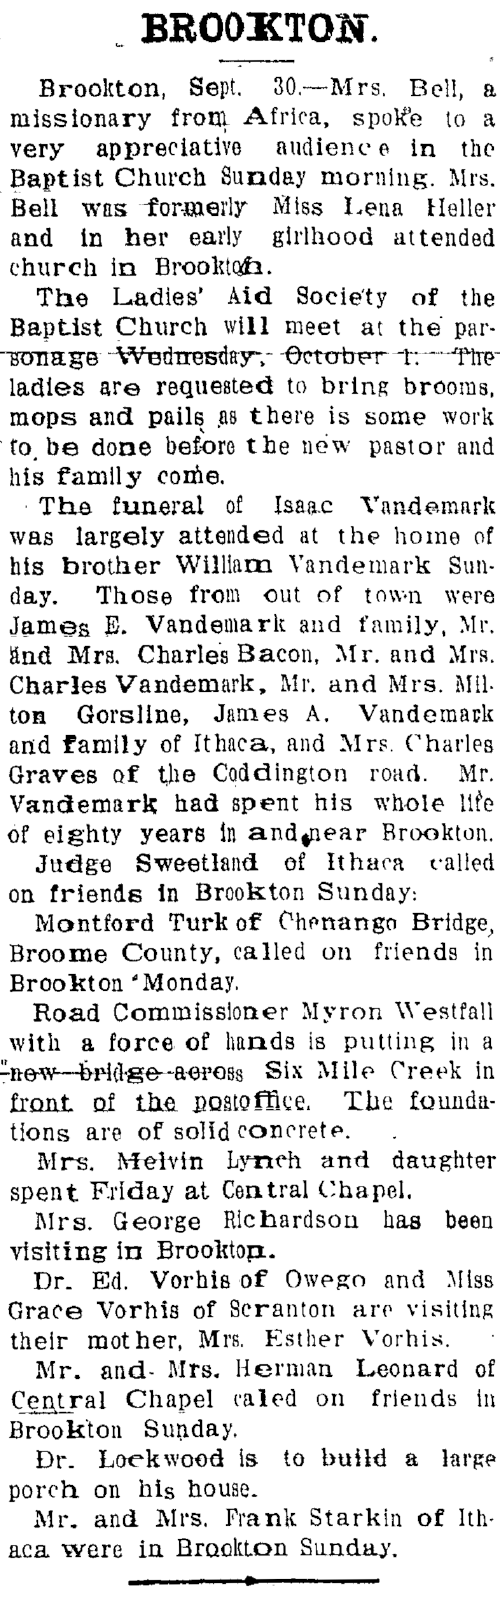 BROOKTON.
Brookton, Sept. 30.—Mrs. Bell, a
missionary from Africa, spoke to a
very appreciative audience in the
Baptist Church Sunday morning. Mrs.
Bell was formerly Miss Lena Heller
and in her early girlhood attended
church in Brookton.
The Ladies' Aid Society of the
Baptist Church will meet at the par-
sonage Wednesday, October 1. The
ladies are requested to bring brooms,
mops and pails as there is some work
to be done before the new pastor and
his family come.
The funeral of Isaac Vandemark
was largely attended at the home of
his brother William Vandemark Sun-
day. Those from out of town were
James E. Vandemark and family, Mr.
and Mrs. Charles Bacon, Mr. and Mrs.
Charles Vandemark, Mr. and Mrs. Mil-
ton Gorsline, James A. Vandemark
and family of Ithaca, and Mrs. Charles
Graves of the Coddington road. Mr.
Vandemark had spent his whole life
of eighty years in and near Brookton.
Judge Sweetland of Ithaca called
on friends in Brookton Sunday:
Montford Turk of Chenango Bridge,
Broome County, called on friends in
Brookton Monday.
Road Commissioner Myron Westfall
with a force of hands is putting in a
new bridge across Six Mile Creek in
front of the postoffice. The founda-
tions are of solid concrete.
Mrs. Melvin Lynch and daughter
spent Friday at Central Chapel.
Mrs. George Richardson has been
visiting in Brookton.
Dr. Ed. Vorhis of Owego and Miss
Grace Vorhis of Scranton are visiting
their mother, Mrs. Esther Vorhis.
Mr. and Mrs. Herman Leonard of
Central Chapel caled on friends in
Brookton Sunday.
Dr. Lockwood is to build a large
porch on his house.
Mr. and Mrs. Frank Starkin of Ith-
aca were in Brookton Sunday.